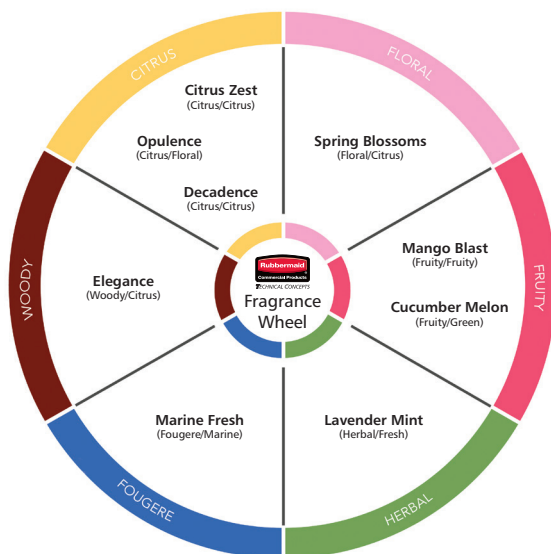 CITRUS
Citrus Zest
(Citrus/Citrus)
Opulence
(Citrus/Floral)
Decadence
(Citrus/Citrus)
FLORAL
Spring Blossoms
(Floral/Citrus)
FRUITY
Mango Blast
(Fruity/Fruity)
Cucumber Melon
(Fruity/Green)
HERBAL
Lavender Mint
(Herbal/Fresh)
FOUGERE
Marine Fresh
(Fougere/Marine)
WOODY
Elegance
(Woody/Citrus)
Rubbermaid
Commercial Products
TECHNICAL CONCEPTS
Fragrance
Wheel